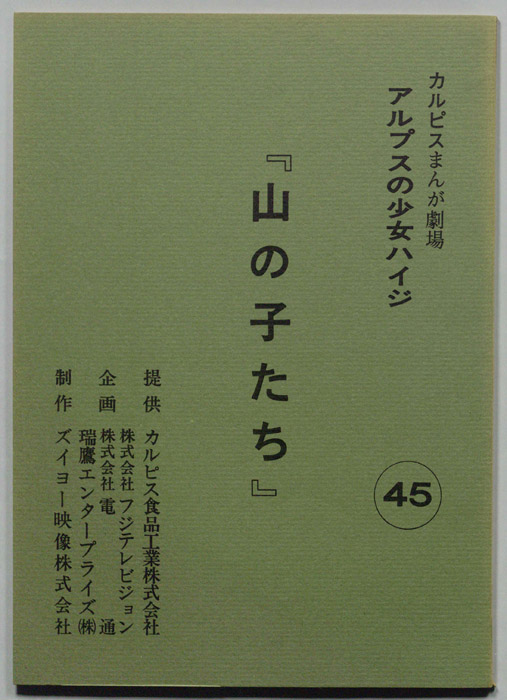 カルピスまんが劇場
アルプスの少女ハイジ
45
『山の子たち』
提供 カルピス食品工業株式会社
企画 株式会社 フジテレビジョン
株式会社 電通
瑞鷹エンタープライズ㈱
制作 ズイヨー映像株式会社